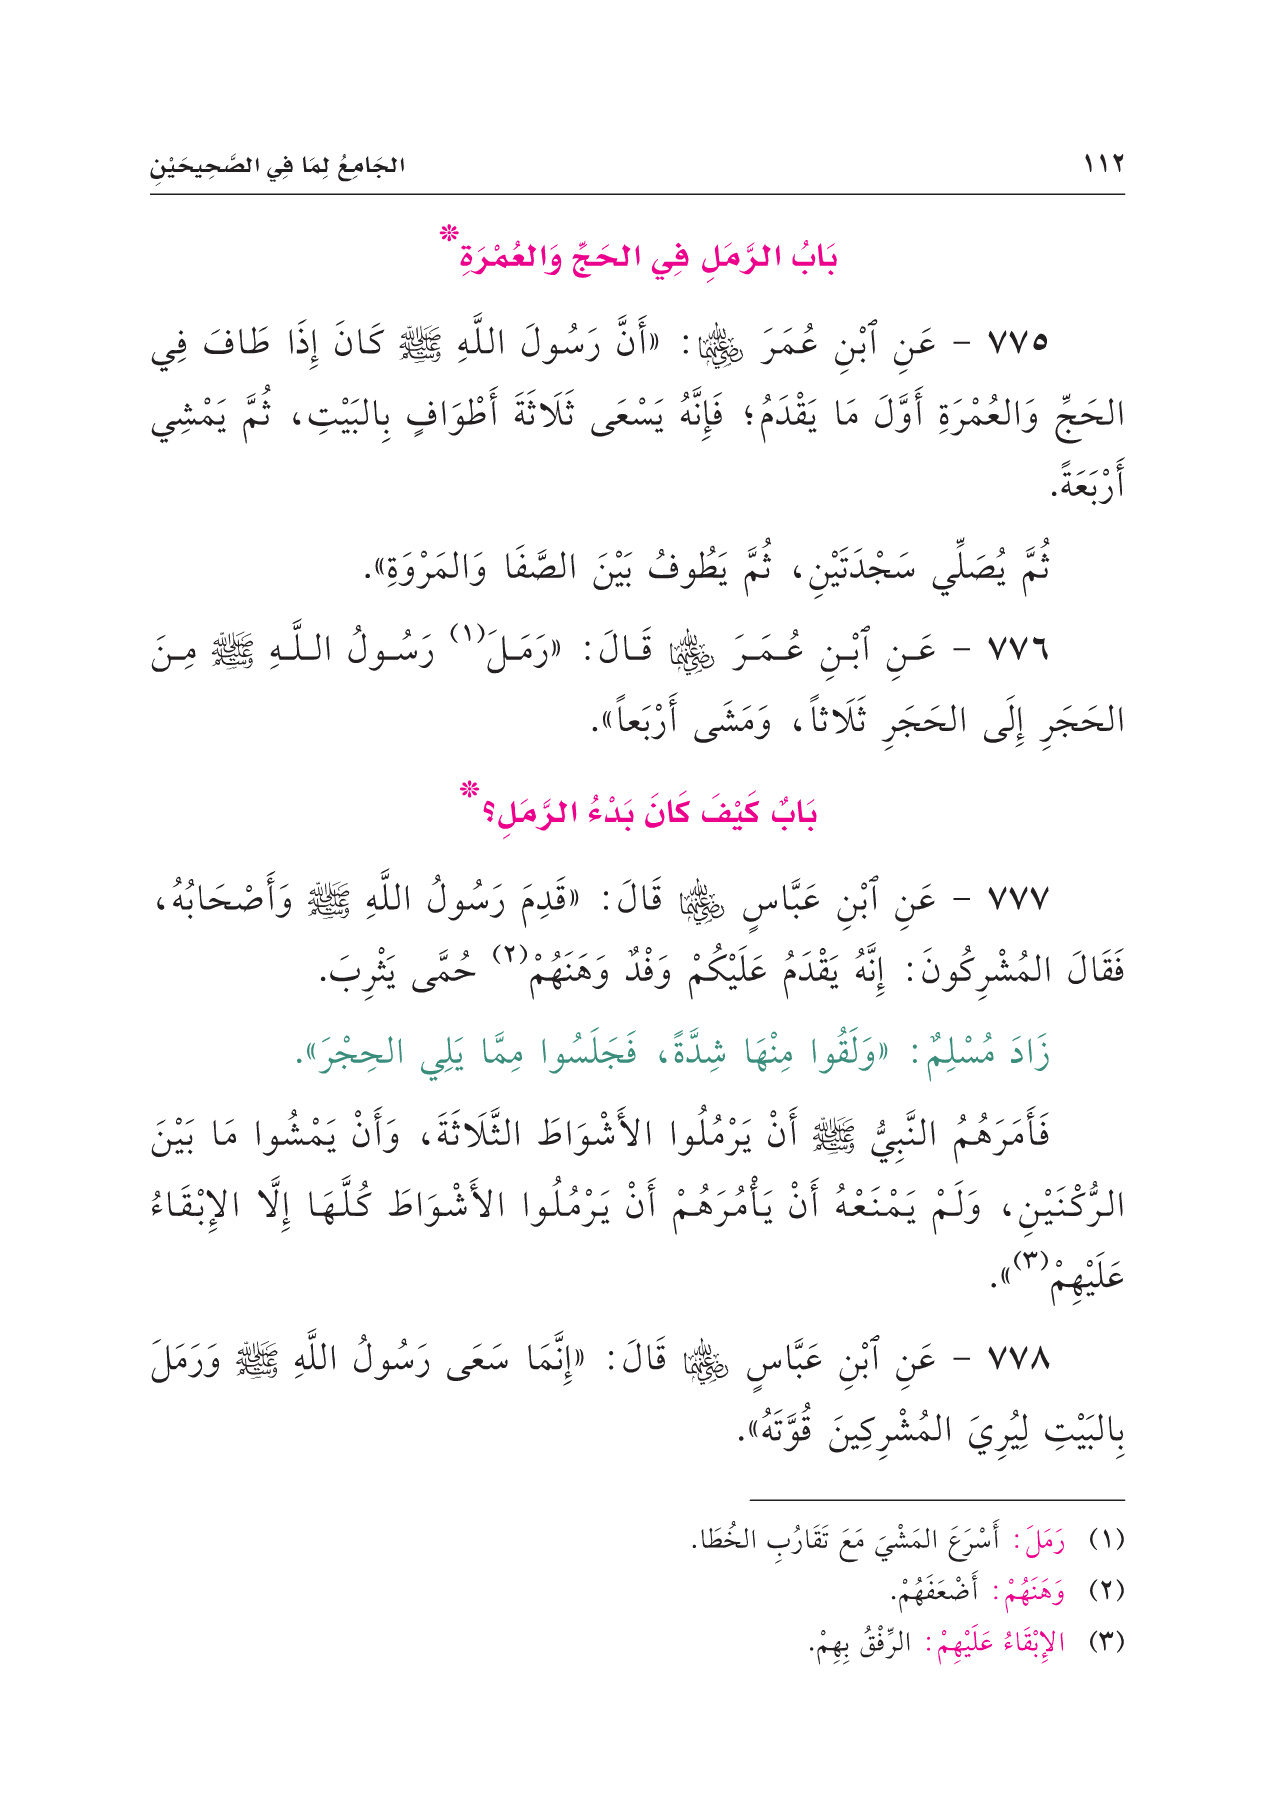 ١١٢
الجَامِعُ لِمَا فِي الصَّحِيحَيْنِ
بَابُ الرَّمَلِ فِي الحَجِّ وَالعُمْرَةِ*
٧٧٥ - عَنِ ٱبْنِ عُمَرَ رضي الله عنهما: «أَنَّ رَسُولَ اللَّهِ ﷺ كَانَ إِذَا طَافَ فِي
الحَجِّ وَالعُمْرَةِ أَوَّلَ مَا يَقْدَمُ؛ فَإِنَّهُ يَسْعَى ثَلَاثَةَ أَطْوَافٍ بِالبَيْتِ، ثُمَّ يَمْشِي
أَرْبَعَةً.
ثُمَّ يُصَلِّي سَجْدَتَيْنِ، ثُمَّ يَطُوفُ بَيْنَ الصَّفَا وَالمَرْوَةِ».
٧٧٦ - عَنِ ٱبْنِ عُمَرَ رضي الله عنهما قَالَ: «رَمَلَ(١) رَسُولُ اللَّهِ ﷺ مِنَ
الحَجَرِ إِلَى الحَجَرِ ثَلَاثاً، وَمَشَى أَرْبَعاً».
بَابٌ كَيْفَ كَانَ بَدْءُ الرَّمَلِ؟*
٧٧٧ - عَنِ ٱبْنِ عَبَّاسٍ رضي الله عنهما قَالَ: «قَدِمَ رَسُولُ اللَّهِ ﷺ وَأَصْحَابُهُ،
فَقَالَ المُشْرِكُونَ: إِنَّهُ يَقْدَمُ عَلَيْكُمْ وَفْدٌ وَهَنَهُمْ(٢) حُمَّى يَثْرِبَ.
زَادَ مُسْلِمٌ: «وَلَقُوا مِنْهَا شِدَّةً، فَجَلَسُوا مِمَّا يَلِي الحِجْرَ».
فَأَمَرَهُمُ النَّبِيُّ ﷺ أَنْ يَرْمُلُوا الأَشْوَاطَ الثَّلَاثَةَ، وَأَنْ يَمْشُوا مَا بَيْنَ
الرُّكْنَيْنِ، وَلَمْ يَمْنَعْهُ أَنْ يَأْمُرَهُمْ أَنْ يَرْمُلُوا الأَشْوَاطَ كُلَّهَا إِلَّا الإِبْقَاءُ
عَلَيْهِمْ(٣)».
٧٧٨ - عَنِ ٱبْنِ عَبَّاسٍ رضي الله عنهما قَالَ: «إِنَّمَا سَعَى رَسُولُ اللَّهِ ﷺ وَرَمَلَ
بِالبَيْتِ لِيُرِيَ المُشْرِكِينَ قُوَّتَهُ».
(١) رَمَلَ: أَسْرَعَ المَشْيَ مَعَ تَقَارُبِ الخُطَا.
(٢) وَهَنَهُمْ: أَضْعَفَهُمْ.
(٣) الإِبْقَاءُ عَلَيْهِمْ: الرِّفْقُ بِهِمْ.